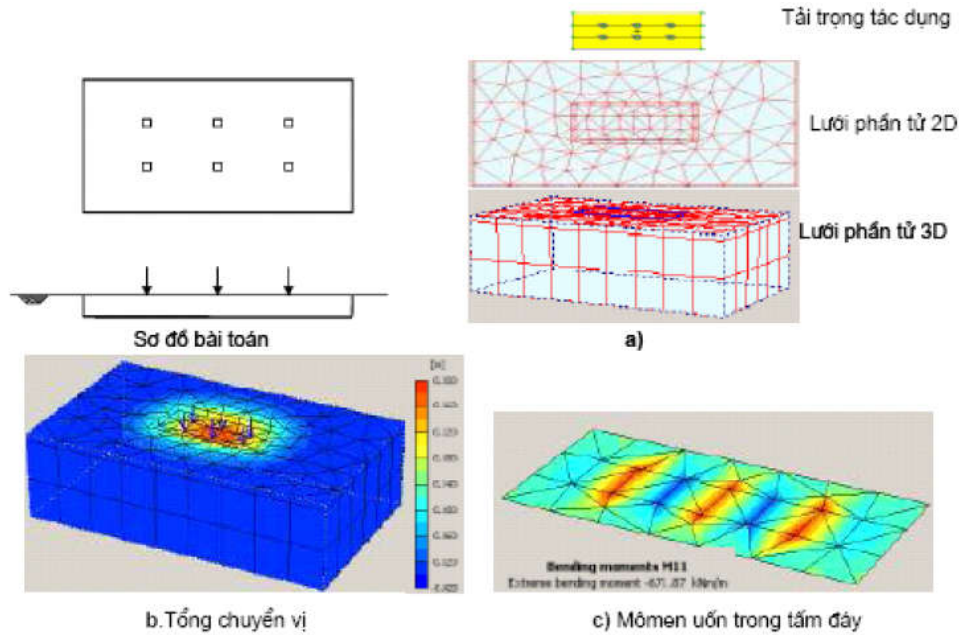 Tải trọng tác dụng
Lưới phần tử 2D
Lưới phần tử 3D
Sơ đồ bài toán
a)
[m]
Bending moments M11
Extreme bending moment -671.87 kNm/m
b.Tổng chuyển vị
c) Mômen uốn trong tấm đáy